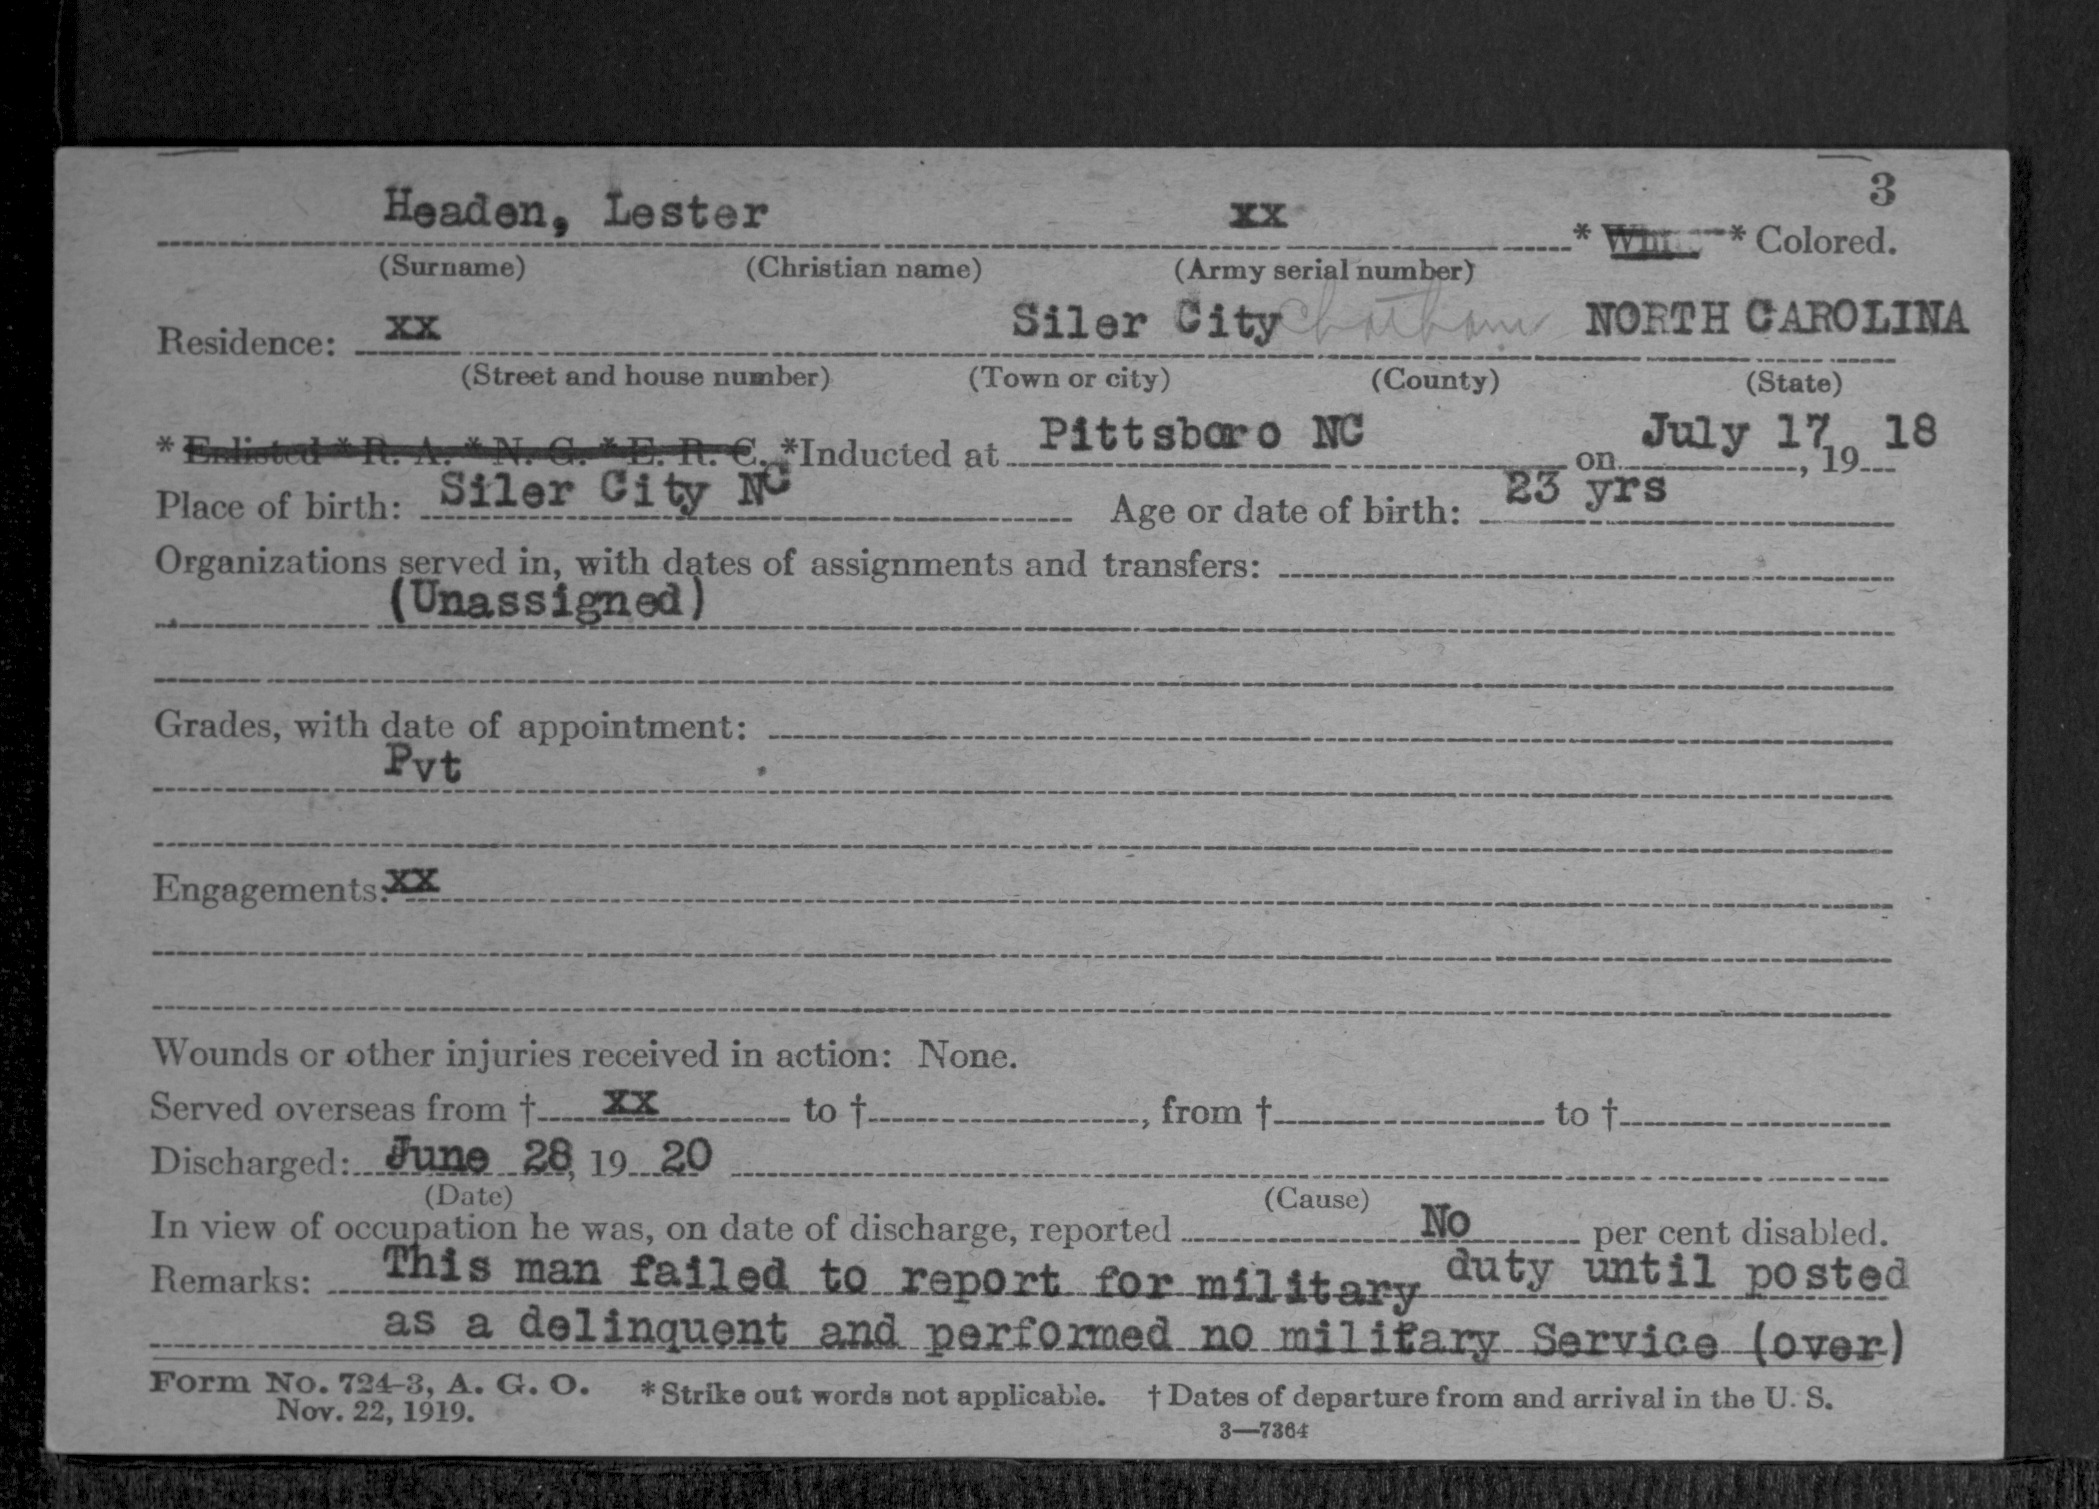 3
Headen, Lester xx * White * Colored.
(Surname) (Christian name) (Army serial number)
Residence: xx Siler City Chatham NORTH CAROLINA
(Street and house number) (Town or city) (County) (State)
* Enlisted * R. A. * N. G. * E. R. C. *Inducted at Pittsboro NC on July 17, 19 18
Place of birth: Siler City NC Age or date of birth: 23 yrs
Organizations served in, with dates of assignments and transfers:
(Unassigned)
Grades, with date of appointment:
Pvt
Engagements: xx
Wounds or other injuries received in action: None.
Served overseas from † xx to †, from † to †
Discharged: June 28, 19 20
(Date) (Cause)
In view of occupation he was, on date of discharge, reported No per cent disabled.
Remarks: This man failed to report for military duty until posted
as a delinquent and performed no military Service (over)
Form No. 724-3, A. G. O. * Strike out words not applicable. † Dates of departure from and arrival in the U. S.
Nov. 22, 1919.
3—7364